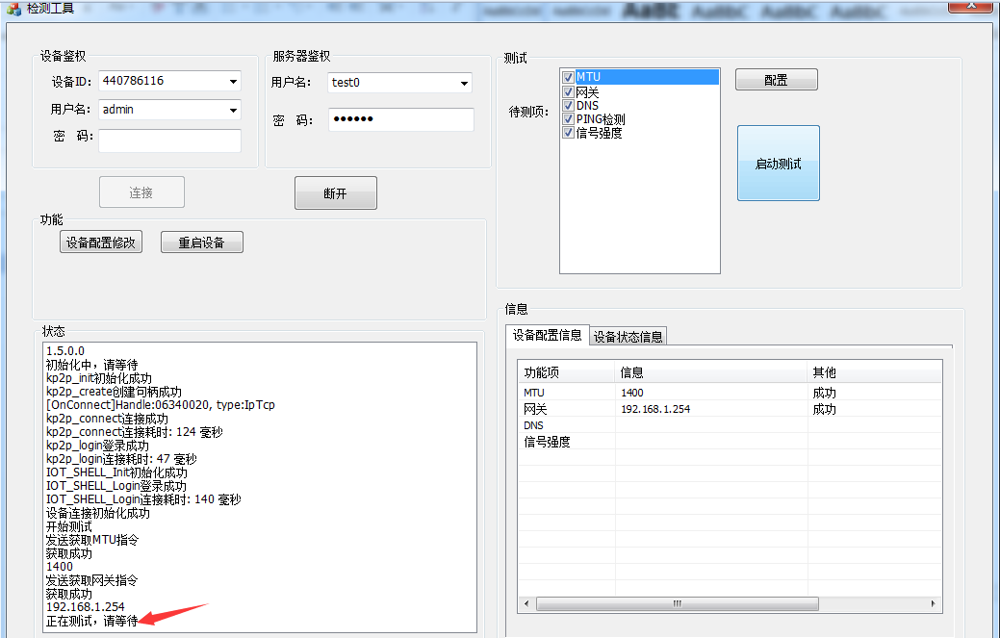 检测工具
设备鉴权
设备ID: 440786116
用户名: admin
密 码:
连接
服务器鉴权
用户名: test0
密 码: ●●●●●●
断开
功能
设备配置修改 重启设备
测试
待测项:
MTU
网关
DNS
PING检测
信号强度
配置
启动测试
状态
1.5.0.0
初始化中，请等待
kp2p_init初始化成功
kp2p_create创建句柄成功
[OnConnect]Handle:06340020, type:IpTcp
kp2p_connect连接成功
kp2p_connect连接耗时: 124 毫秒
kp2p_login登录成功
kp2p_login连接耗时: 47 毫秒
IOT_SHELL_Init初始化成功
IOT_SHELL_Login登录成功
IOT_SHELL_Login连接耗时: 140 毫秒
设备连接初始化成功
开始测试
发送获取MTU指令
获取成功
1400
发送获取网关指令
获取成功
192.168.1.254
正在测试，请等待
信息
设备配置信息 设备状态信息
功能项 信息 其他
MTU 1400 成功
网关 192.168.1.254 成功
DNS
信号强度